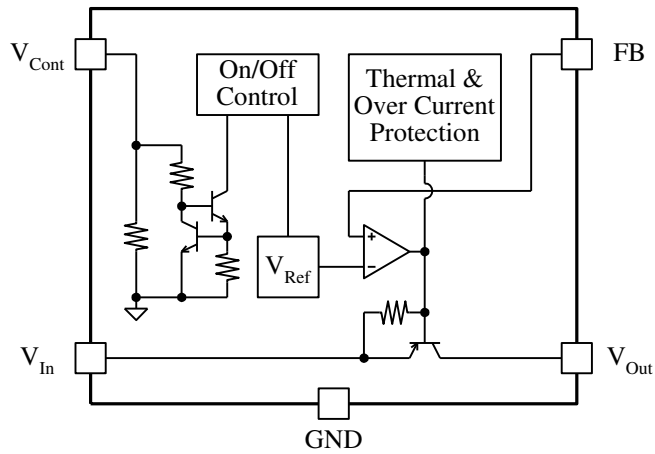 V_Cont
FB
On/Off
Control
Thermal &
Over Current
Protection
+
−
V_Ref
V_In
V_Out
GND